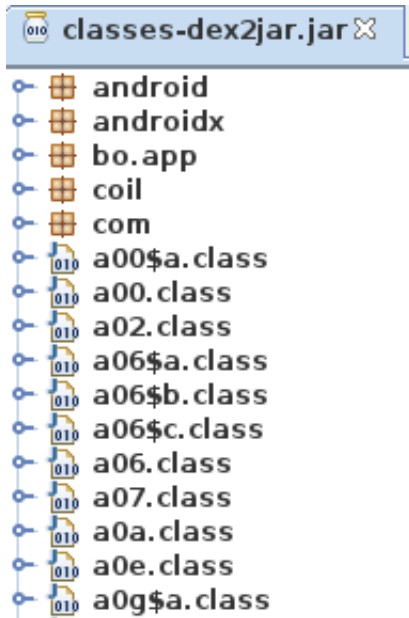 classes-dex2jar.jar
android
androidx
bo.app
coil
com
a00$a.class
a00.class
a02.class
a06$a.class
a06$b.class
a06$c.class
a06.class
a07.class
a0a.class
a0e.class
a0g$a.class